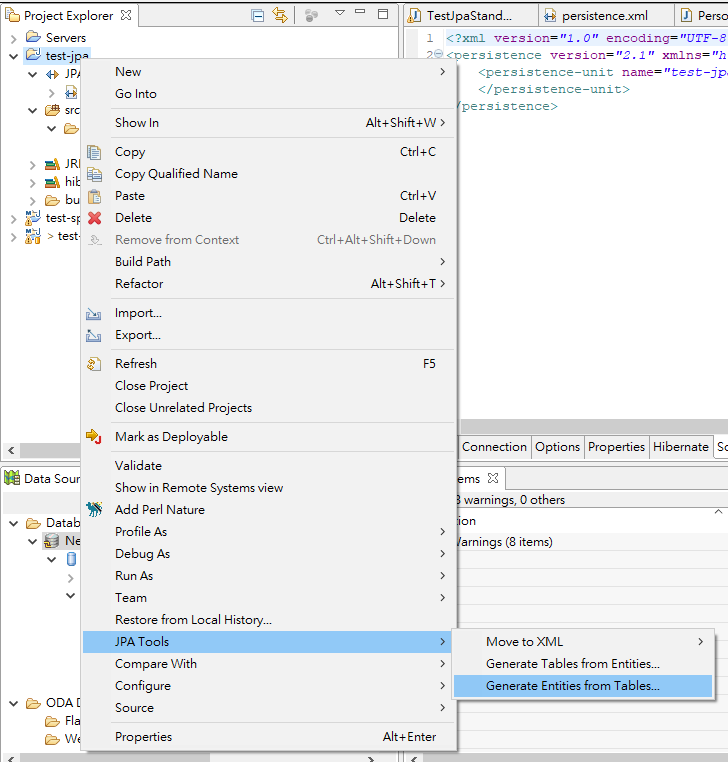 Project Explorer
Servers
test-jpa
JPA
src
JRE
hib
bu
test-sp
> test-
New
Go Into
Show In Alt+Shift+W
Copy Ctrl+C
Copy Qualified Name
Paste Ctrl+V
Delete Delete
Remove from Context Ctrl+Alt+Shift+Down
Build Path
Refactor Alt+Shift+T
Import...
Export...
Refresh F5
Close Project
Close Unrelated Projects
Mark as Deployable
Validate
Show in Remote Systems view
Add Perl Nature
Profile As
Debug As
Run As
Team
Restore from Local History...
JPA Tools
Compare With
Configure
Source
Properties Alt+Enter
Move to XML
Generate Tables from Entities...
Generate Entities from Tables...
TestJpaStand... persistence.xml Perso
1 <?xml version="1.0" encoding="UTF-8
2 <persistence version="2.1" xmlns="h
<persistence-unit name="test-jpa
</persistence-unit>
/persistence>
Connection Options Properties Hibernate So
ems
8 warnings, 0 others
tion
Warnings (8 items)
Data Sour
Datab
Ne
ODA D
Fla
We